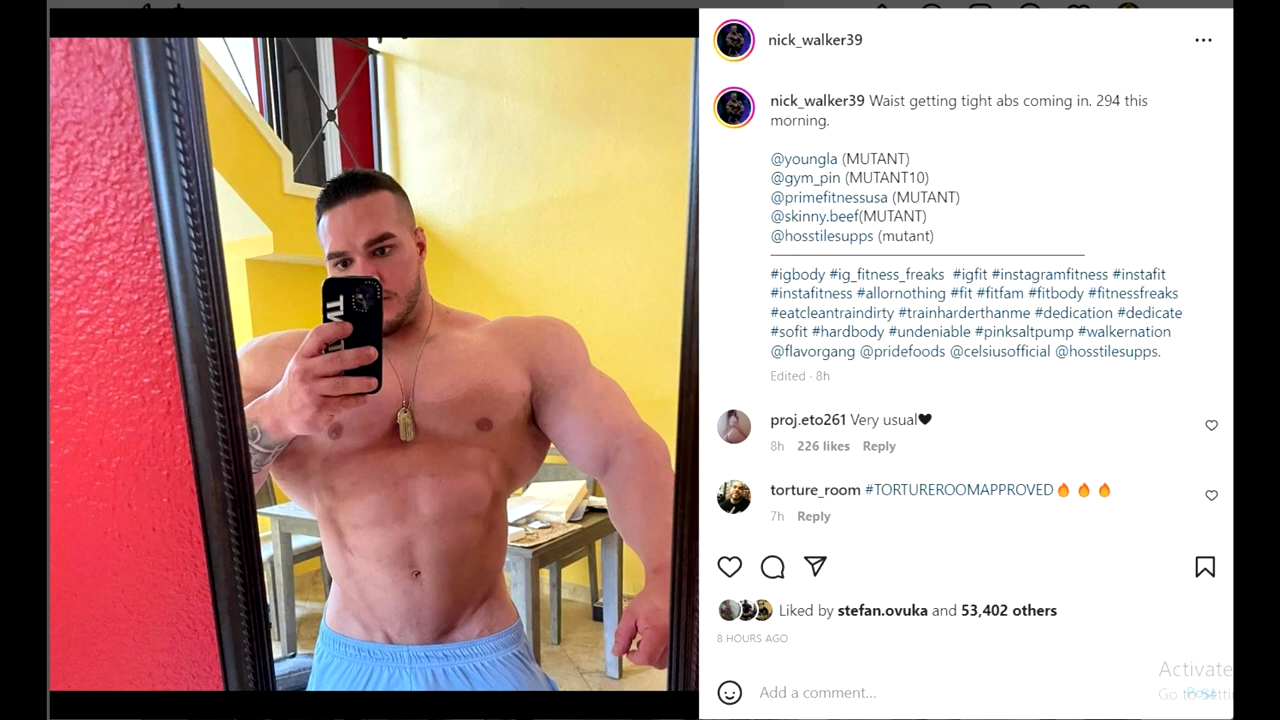 nick_walker39
nick_walker39 Waist getting tight abs coming in. 294 this
morning.
@youngla (MUTANT)
@gym_pin (MUTANT10)
@primefitnessusa (MUTANT)
@skinny.beef(MUTANT)
@hosstilesupps (mutant)
#igbody #ig_fitness_freaks #igfit #instagramfitness #instafit
#instafitness #allornothing #fit #fitfam #fitbody #fitnessfreaks
#eatcleantraindirty #trainharderthanme #dedication #dedicate
#sofit #hardbody #undeniable #pinksaltpump #walkernation
@flavorgang @pridefoods @celsiusofficial @hosstilesupps.
Edited · 8h
proj.eto261 Very usual🖤
8h 226 likes Reply
torture_room #TORTUREROOMAPPROVED🔥🔥🔥
7h Reply
Liked by stefan.ovuka and 53,402 others
8 HOURS AGO
Add a comment...
Post
Activate
Go to